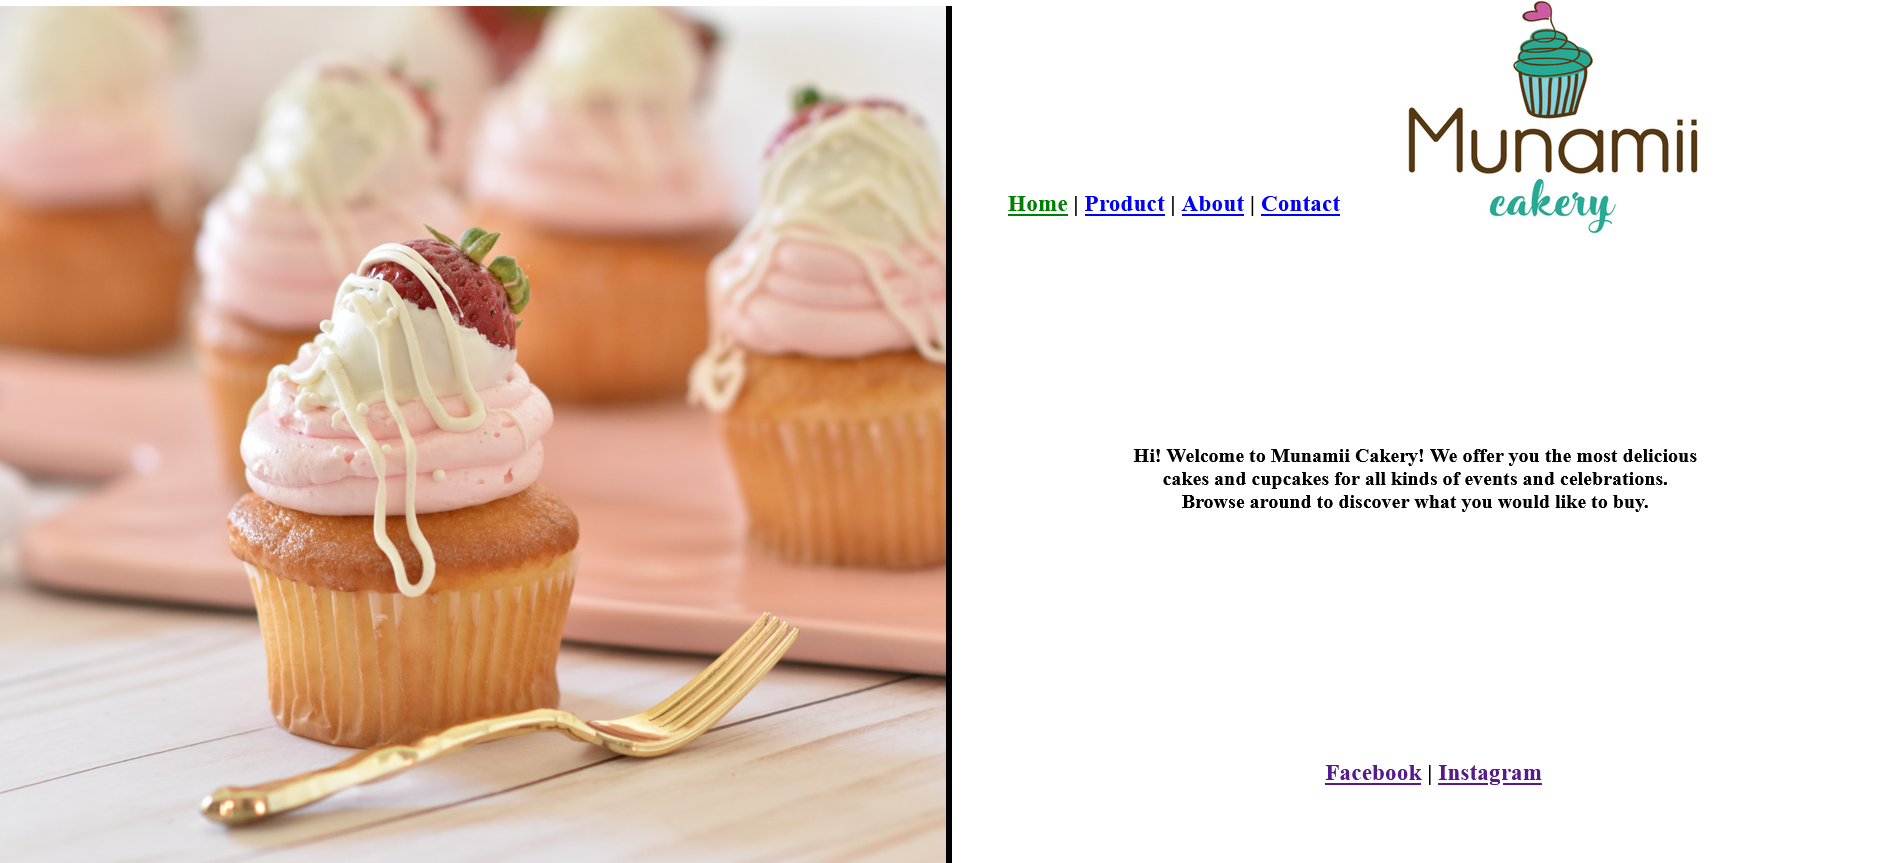 Munamii
cakery
Home | Product | About | Contact
Hi! Welcome to Munamii Cakery! We offer you the most delicious
cakes and cupcakes for all kinds of events and celebrations.
Browse around to discover what you would like to buy.
Facebook | Instagram